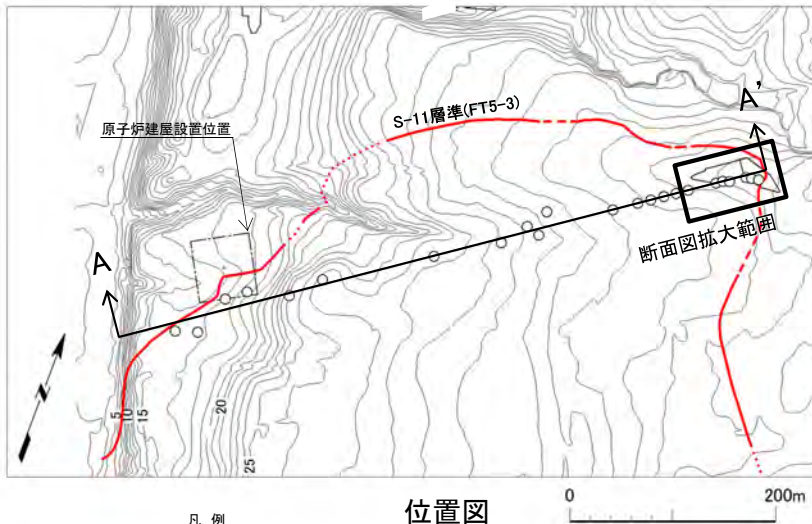 S-11層準(FT5-3)
原子炉建屋設置位置
A'
断面図拡大範囲
A
N
5
10
15
20
25
凡 例
位置図
0
200m